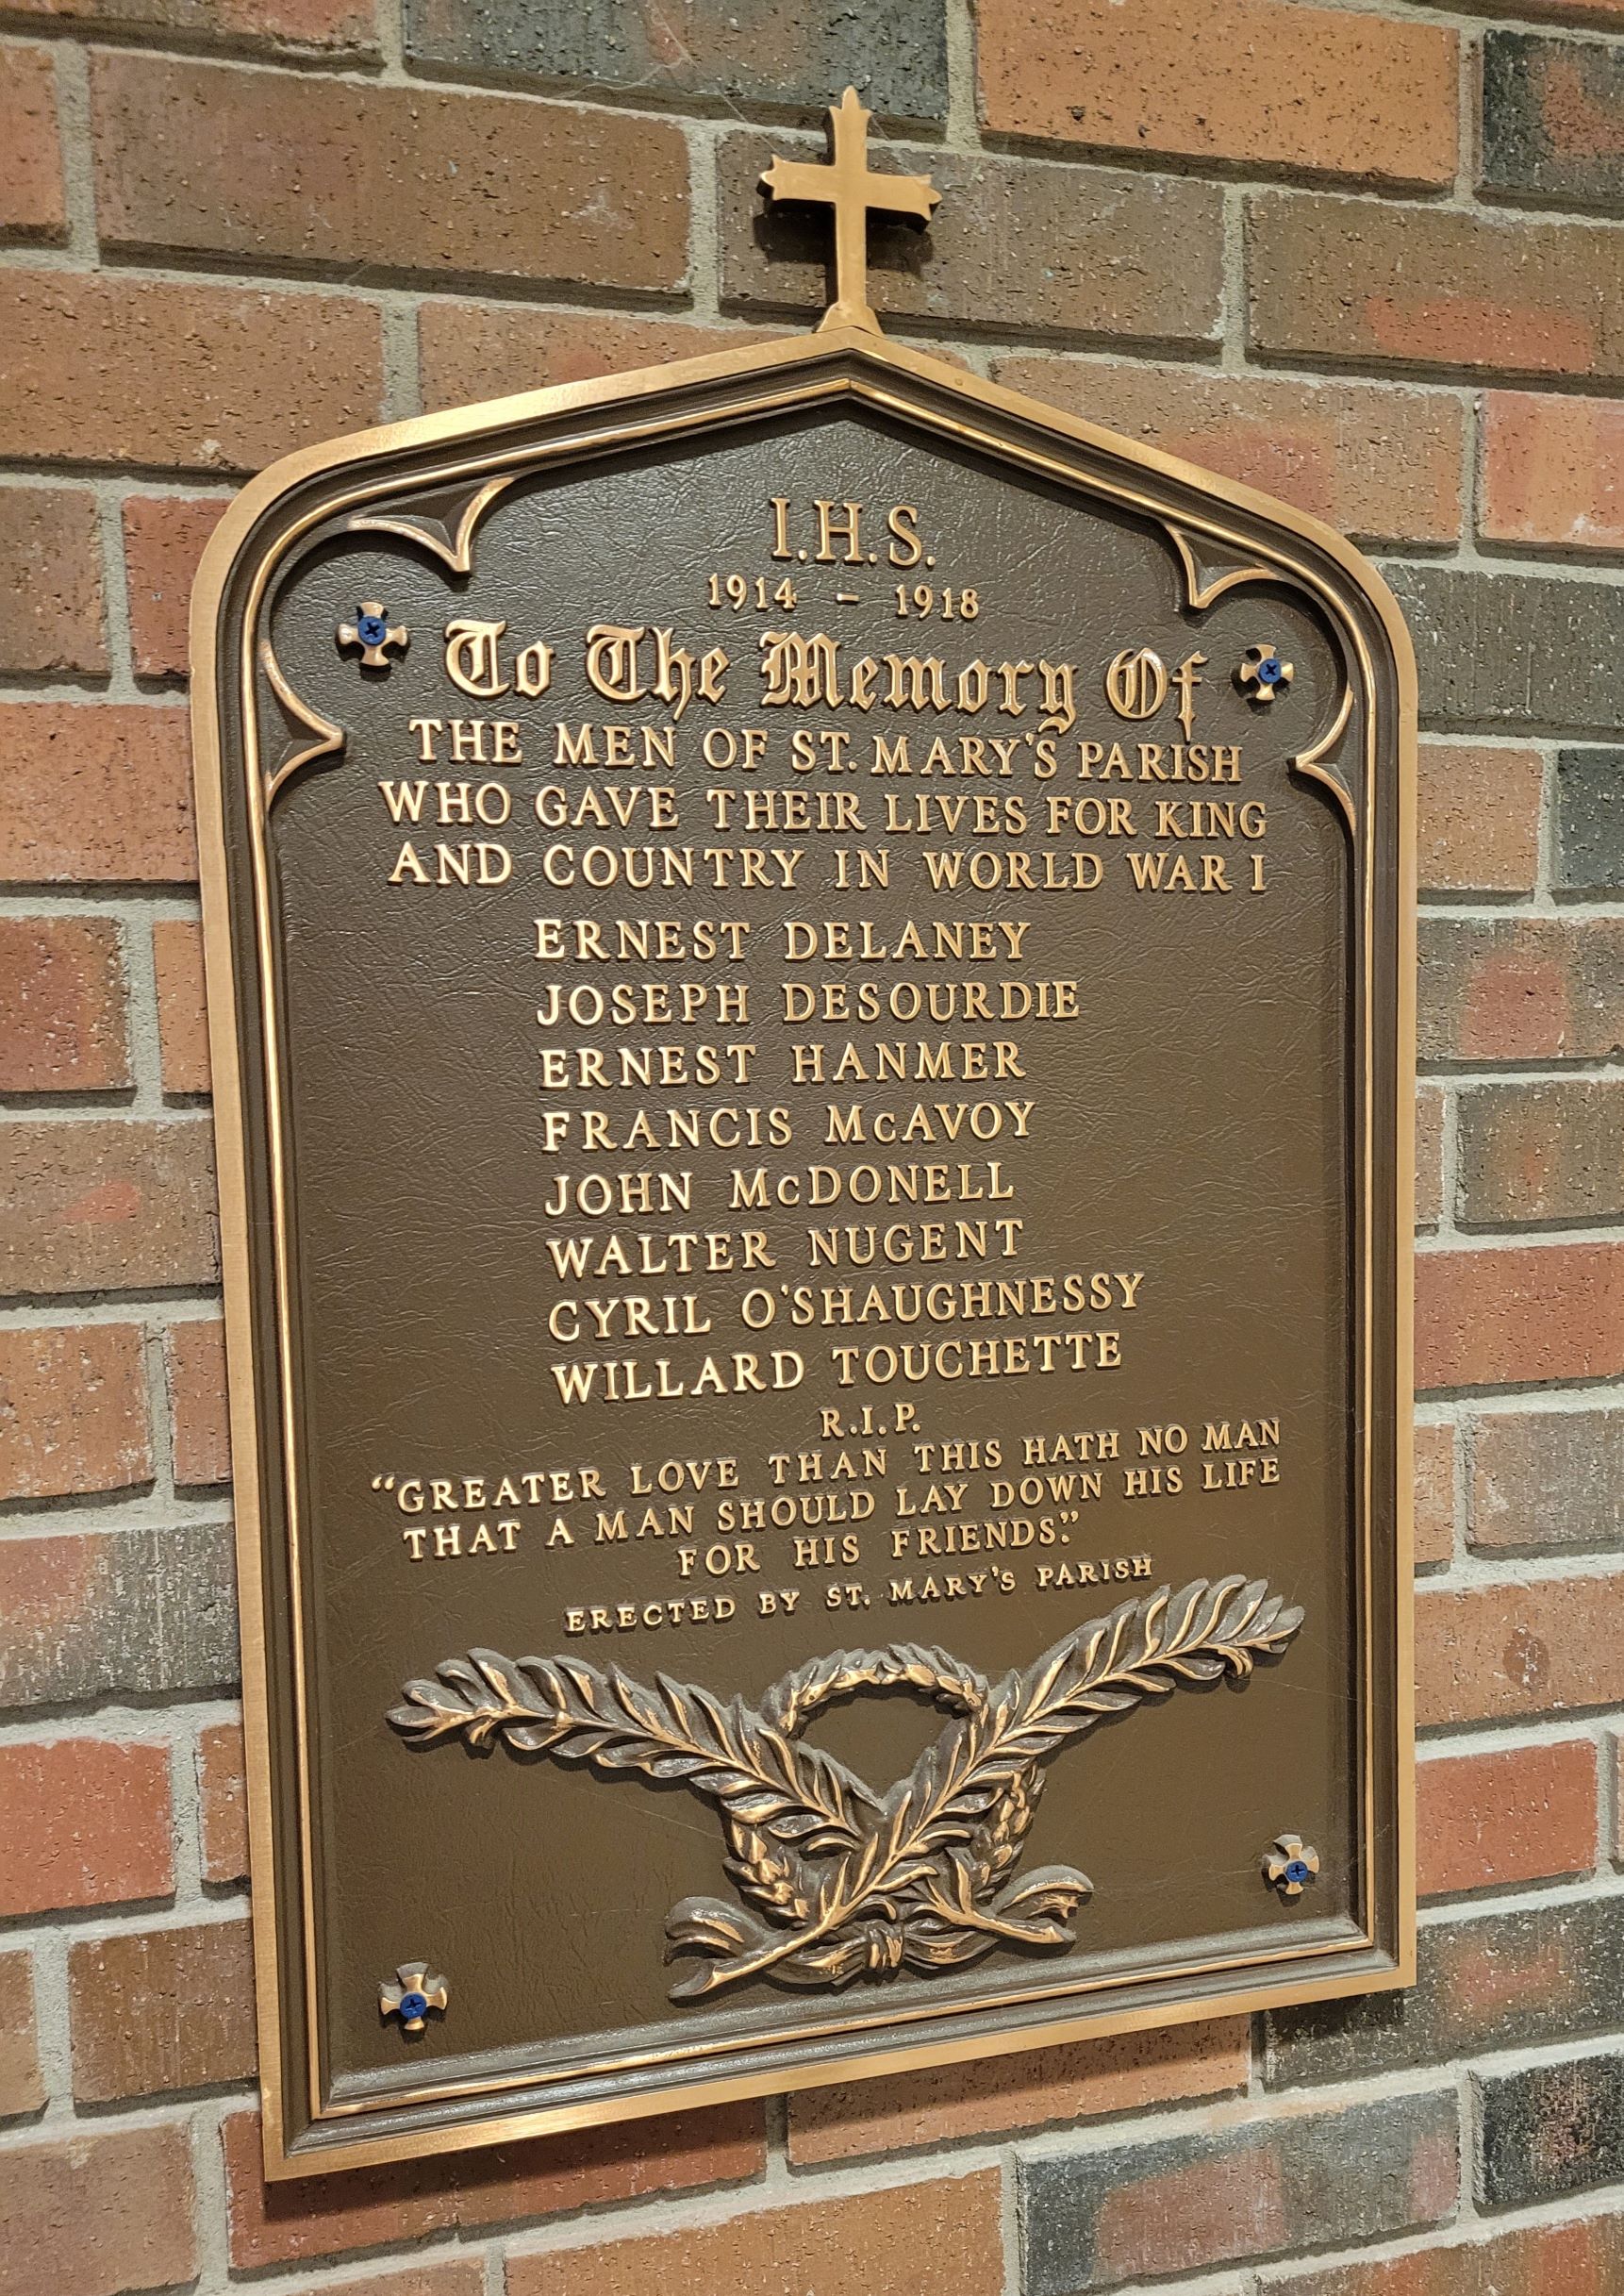 I.H.S.
1914 - 1918
To The Memory Of
THE MEN OF ST. MARY'S PARISH
WHO GAVE THEIR LIVES FOR KING
AND COUNTRY IN WORLD WAR I
ERNEST DELANEY
JOSEPH DESOURDIE
ERNEST HANMER
FRANCIS McAVOY
JOHN McDONELL
WALTER NUGENT
CYRIL O'SHAUGHNESSY
WILLARD TOUCHETTE
R.I.P.
"GREATER LOVE THAN THIS HATH NO MAN
THAT A MAN SHOULD LAY DOWN HIS LIFE
FOR HIS FRIENDS."
ERECTED BY ST. MARY'S PARISH